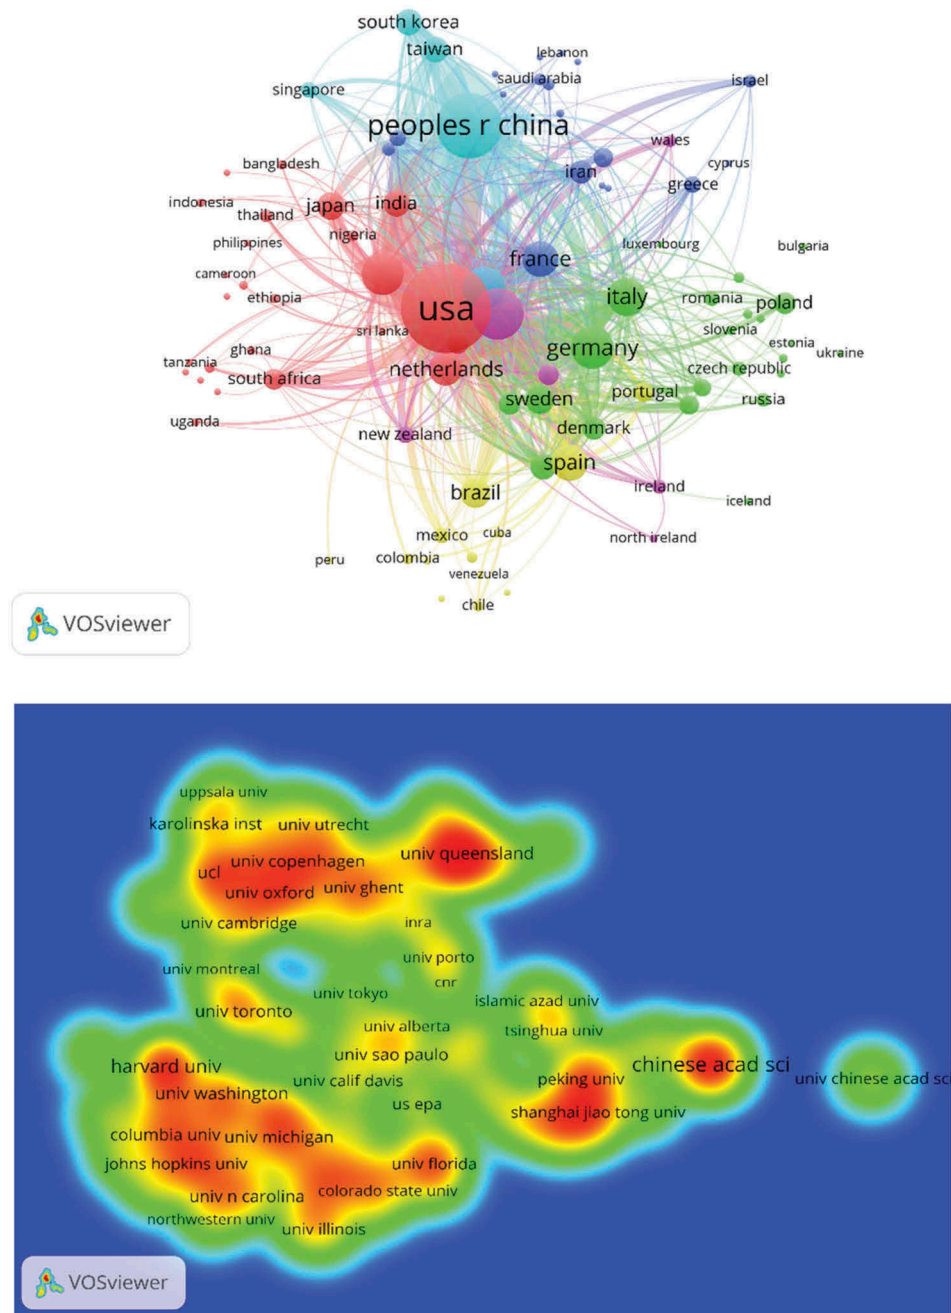 south korea
taiwan
lebanon
saudi arabia
israel
singapore
peoples r china
wales
bangladesh
iran
cyprus
greece
indonesia
japan
india
thailand
nigeria
philippines
france
luxembourg
bulgaria
cameroon
ethiopia
usa
italy
romania
poland
sri lanka
slovenia
ghana
germany
estonia
ukraine
tanzania
netherlands
czech republic
south africa
sweden
portugal
russia
uganda
new zealand
denmark
spain
brazil
ireland
iceland
mexico
cuba
north ireland
peru
colombia
venezuela
chile
VOSviewer
uppsala univ
karolinska inst
univ utrecht
univ queensland
univ copenhagen
ucl
univ oxford
univ ghent
univ cambridge
inra
univ montreal
univ porto
cnr
univ tokyo
islamic azad univ
univ toronto
univ alberta
tsinghua univ
univ sao paulo
harvard univ
chinese acad sci
univ calif davis
peking univ
univ chinese acad sci
univ washington
us epa
shanghai jiao tong univ
columbia univ
univ michigan
johns hopkins univ
univ florida
univ n carolina
colorado state univ
northwestern univ
univ illinois
VOSviewer